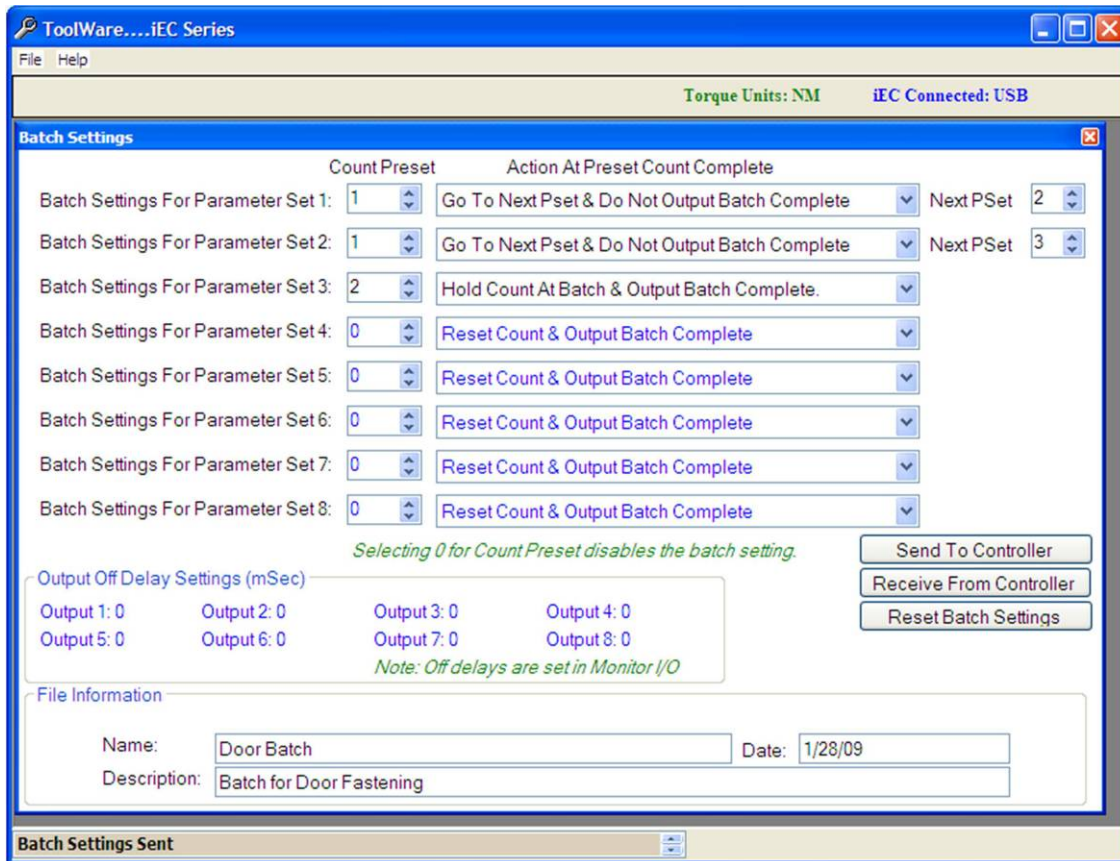 ToolWare....iEC Series
File Help
Torque Units: NM iEC Connected: USB
Batch Settings
Count Preset Action At Preset Count Complete
Batch Settings For Parameter Set 1: 1 Go To Next Pset & Do Not Output Batch Complete Next PSet 2
Batch Settings For Parameter Set 2: 1 Go To Next Pset & Do Not Output Batch Complete Next PSet 3
Batch Settings For Parameter Set 3: 2 Hold Count At Batch & Output Batch Complete.
Batch Settings For Parameter Set 4: 0 Reset Count & Output Batch Complete
Batch Settings For Parameter Set 5: 0 Reset Count & Output Batch Complete
Batch Settings For Parameter Set 6: 0 Reset Count & Output Batch Complete
Batch Settings For Parameter Set 7: 0 Reset Count & Output Batch Complete
Batch Settings For Parameter Set 8: 0 Reset Count & Output Batch Complete
Selecting 0 for Count Preset disables the batch setting.
Send To Controller
Receive From Controller
Reset Batch Settings
Output Off Delay Settings (mSec)
Output 1: 0 Output 2: 0 Output 3: 0 Output 4: 0
Output 5: 0 Output 6: 0 Output 7: 0 Output 8: 0
Note: Off delays are set in Monitor I/O
File Information
Name: Door Batch Date: 1/28/09
Description: Batch for Door Fastening
Batch Settings Sent